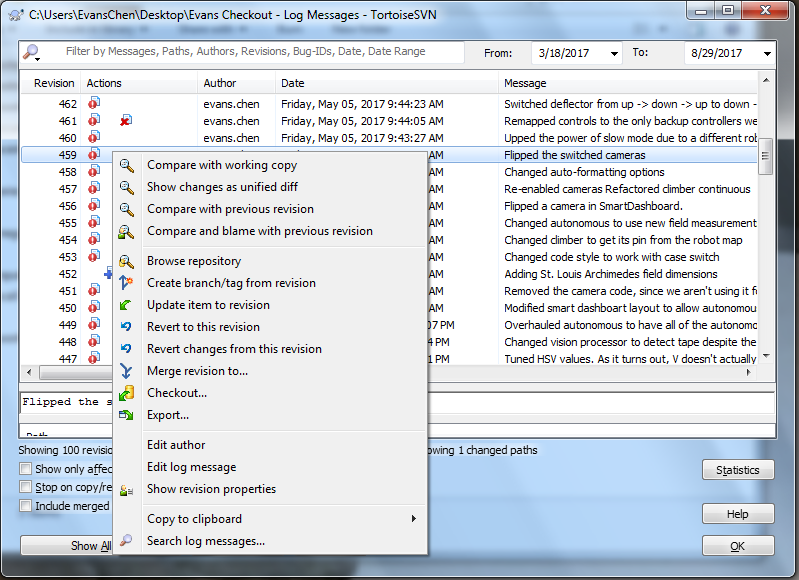 C:\Users\EvansChen\Desktop\Evans Checkout - Log Messages - TortoiseSVN
Filter by Messages, Paths, Authors, Revisions, Bug-IDs, Date, Date Range From: 3/18/2017 To: 8/29/2017
Revision Actions Author Date Message
462 evans.chen Friday, May 05, 2017 9:44:23 AM Switched deflector from up -> down -> up to down -
461 evans.chen Friday, May 05, 2017 9:44:05 AM Remapped controls to the only backup controllers we
460 evans.chen Friday, May 05, 2017 9:43:27 AM Upped the power of slow mode due to a different rob
459 AM Flipped the switched cameras
458 AM Changed auto-formatting options
457 AM Re-enabled cameras Refactored climber continuous
456 AM Flipped a camera in SmartDashboard.
455 AM Changed autonomous to use new field measurement
454 AM Changed climber to get its pin from the robot map
453 AM Changed code style to work with case switch
452 AM Adding St. Louis Archimedes field dimensions
451 AM Removed the camera code, since we aren't using it f
450 AM Modified smart dashboart layout to allow autonomous
449 07 PM Overhauled autonomous to have all of the autonomo
448 4 PM Changed vision processor to detect tape despite the
447 1 PM Tuned HSV values. As it turns out, V doesn't actually
Compare with working copy
Show changes as unified diff
Compare with previous revision
Compare and blame with previous revision
Browse repository
Create branch/tag from revision
Update item to revision
Revert to this revision
Revert changes from this revision
Merge revision to...
Checkout...
Export...
Edit author
Edit log message
Show revision properties
Copy to clipboard
Search log messages...
Flipped the s
Path
Showing 100 revisio owing 1 changed paths
Show only affec
Stop on copy/re
Include merged
Show All
Statistics
Help
OK